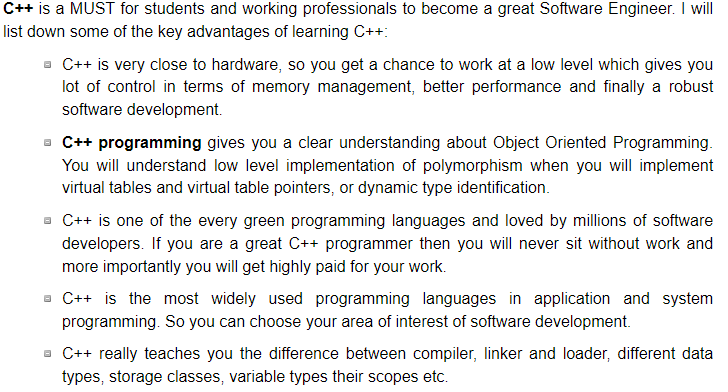 C++ is a MUST for students and working professionals to become a great Software Engineer. I will
list down some of the key advantages of learning C++:
C++ is very close to hardware, so you get a chance to work at a low level which gives you
lot of control in terms of memory management, better performance and finally a robust
software development.
C++ programming gives you a clear understanding about Object Oriented Programming.
You will understand low level implementation of polymorphism when you will implement
virtual tables and virtual table pointers, or dynamic type identification.
C++ is one of the every green programming languages and loved by millions of software
developers. If you are a great C++ programmer then you will never sit without work and
more importantly you will get highly paid for your work.
C++ is the most widely used programming languages in application and system
programming. So you can choose your area of interest of software development.
C++ really teaches you the difference between compiler, linker and loader, different data
types, storage classes, variable types their scopes etc.